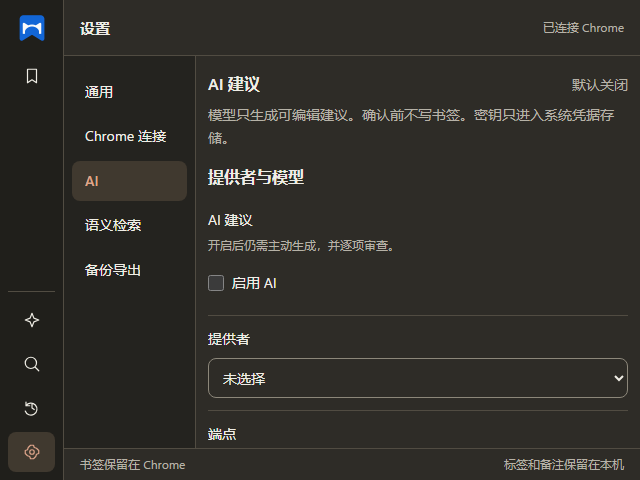 设置
已连接 Chrome
通用
Chrome 连接
AI
语义检索
备份导出
AI 建议
默认关闭
模型只生成可编辑建议。确认前不写书签。密钥只进入系统凭据存
储。
提供者与模型
AI 建议
开启后仍需主动生成，并逐项审查。
启用 AI
提供者
未选择
端点
书签保留在 Chrome
标签和备注保留在本机